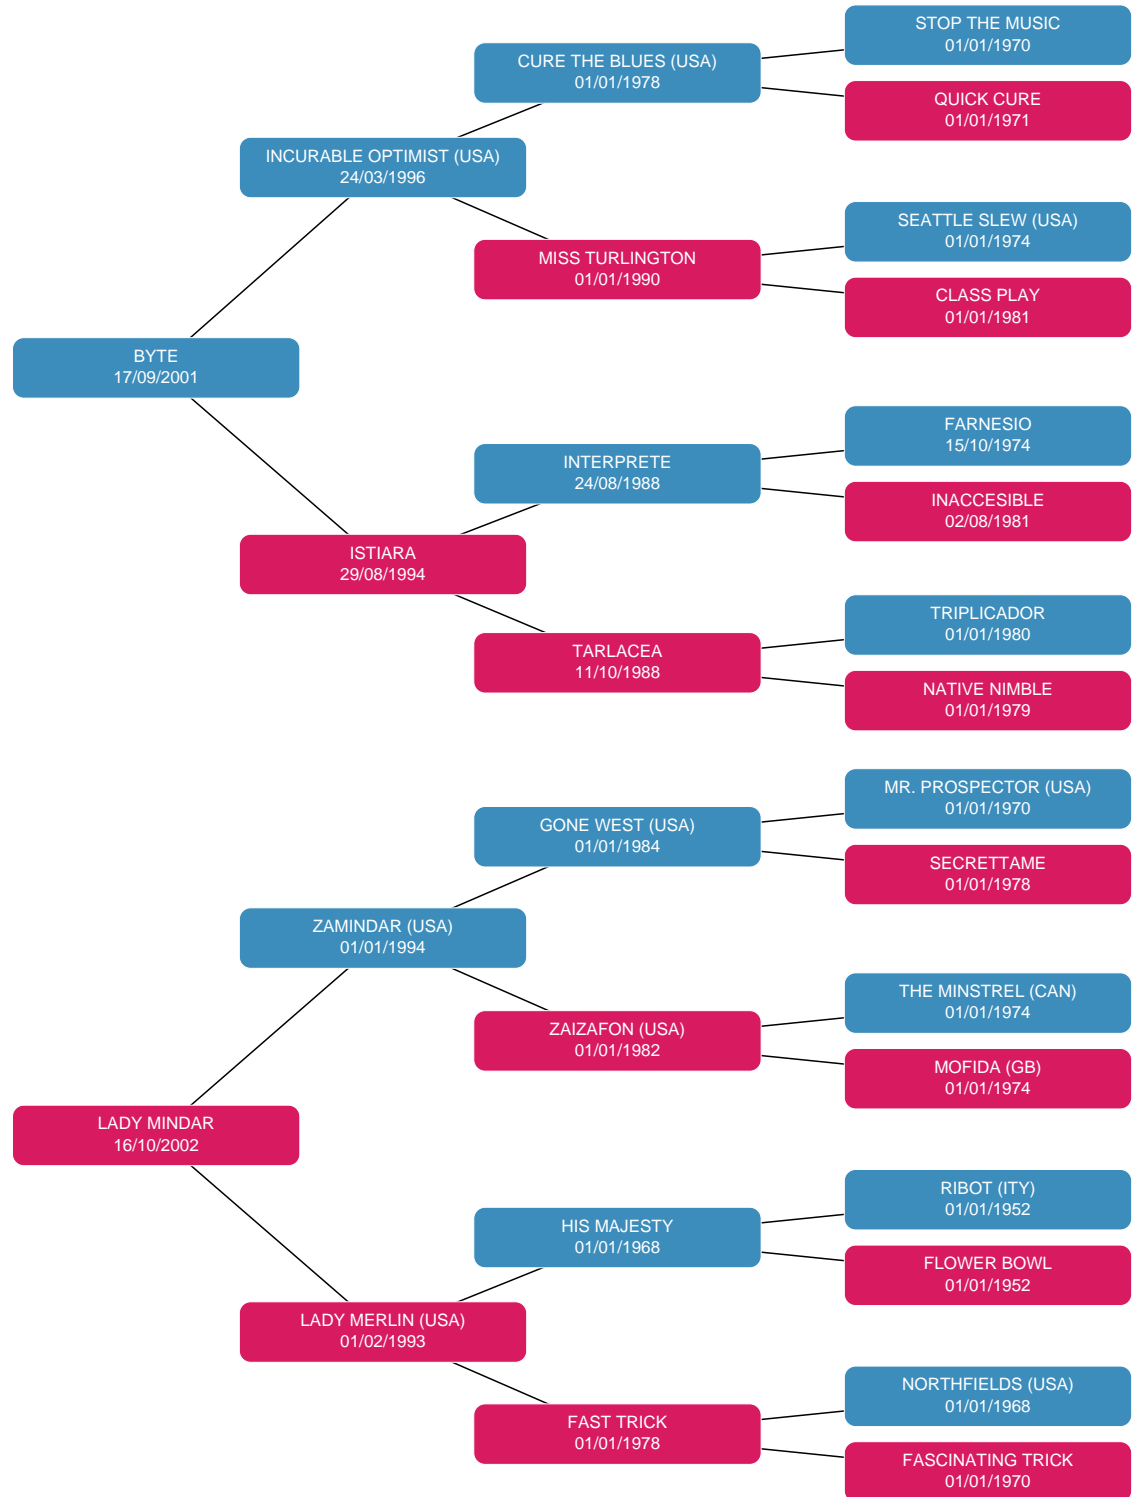 STOP THE MUSIC
01/01/1970
CURE THE BLUES (USA)
01/01/1978
QUICK CURE
01/01/1971
INCURABLE OPTIMIST (USA)
24/03/1996
SEATTLE SLEW (USA)
01/01/1974
MISS TURLINGTON
01/01/1990
CLASS PLAY
01/01/1981
BYTE
17/09/2001
FARNESIO
15/10/1974
INTERPRETE
24/08/1988
INACCESIBLE
02/08/1981
ISTIARA
29/08/1994
TRIPLICADOR
01/01/1980
TARLACEA
11/10/1988
NATIVE NIMBLE
01/01/1979
MR. PROSPECTOR (USA)
01/01/1970
GONE WEST (USA)
01/01/1984
SECRETTAME
01/01/1978
ZAMINDAR (USA)
01/01/1994
THE MINSTREL (CAN)
01/01/1974
ZAIZAFON (USA)
01/01/1982
MOFIDA (GB)
01/01/1974
LADY MINDAR
16/10/2002
RIBOT (ITY)
01/01/1952
HIS MAJESTY
01/01/1968
FLOWER BOWL
01/01/1952
LADY MERLIN (USA)
01/02/1993
NORTHFIELDS (USA)
01/01/1968
FAST TRICK
01/01/1978
FASCINATING TRICK
01/01/1970